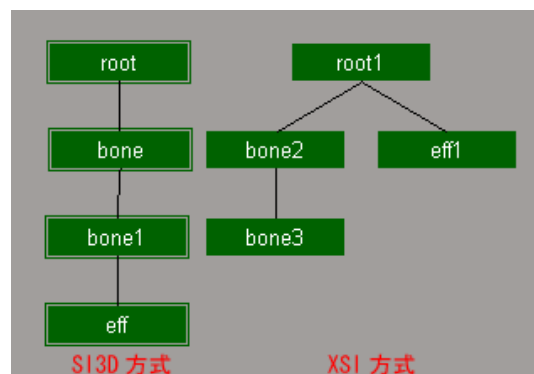 root
root1
bone
bone2
eff1
bone1
bone3
eff
SI3D 方式
XSI 方式